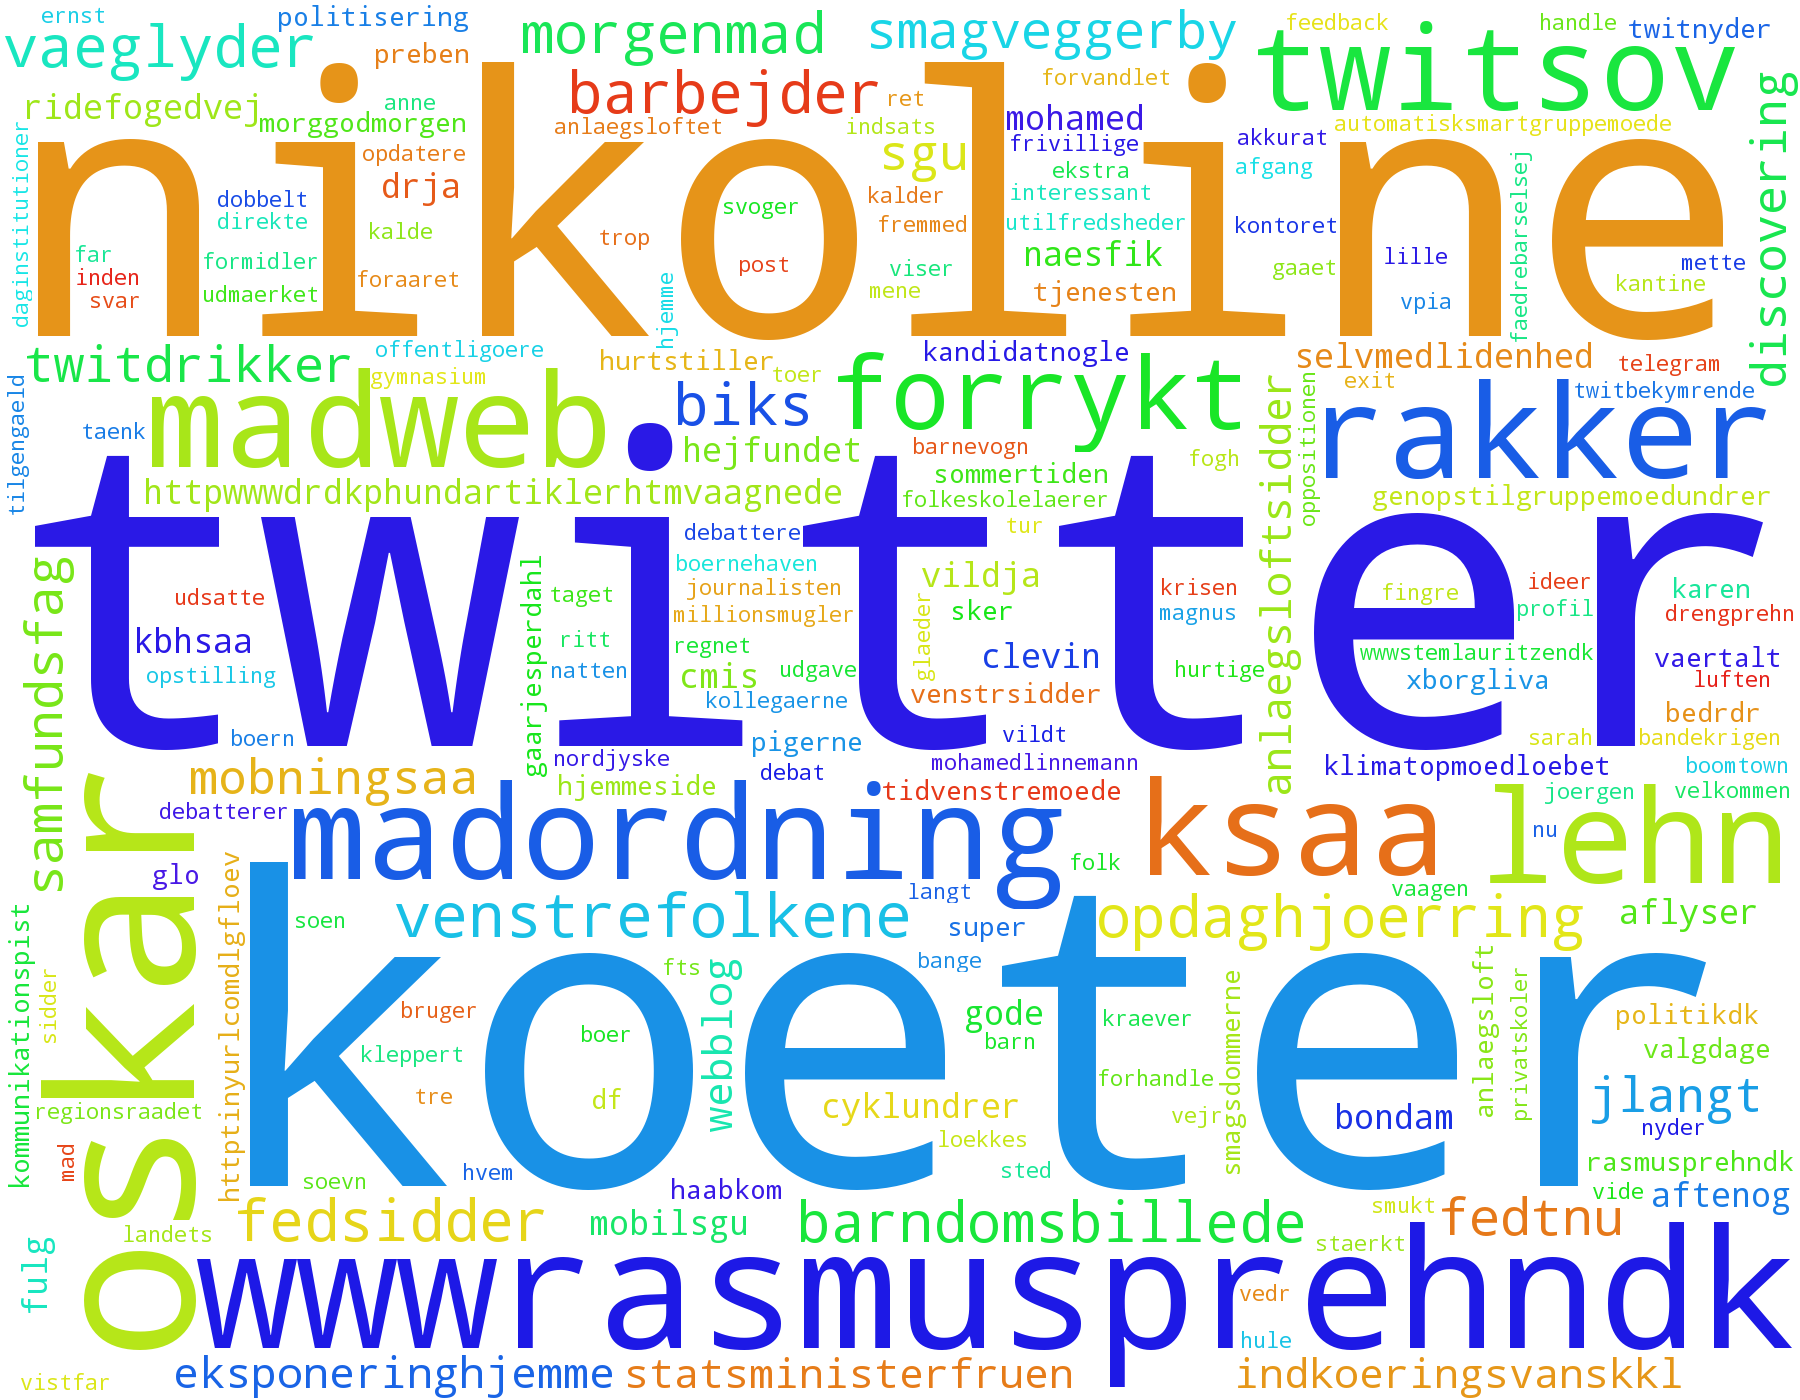 ernst
politisering
vaeglyder
preben
morgenmad
smagveggerby
feedback
handle
twitnyder
twitsov
ridefogedvej
anne
morggodmorgen
barbejder
ret
forvandlet
mohamed
anlaegsloftet
indsats
frivillige
akkurat
automatisksmartgruppemoede
discovering
nikoline
daginstitutioner
opdatere
drja
sgu
ekstra
afgang
faedrebarselsej
dobbelt
direkte
kalde
svoger
kalder
interessant
fremmed
utilfredsheder
kontoret
trop
far
formidler
inden
foraaret
svar
udmaerket
post
viser
mene
naesfik
tjenesten
gaaet
lille
vpia
mette
kantine
hjemme
offentligoere
twitdrikker
gymnasium
hurtstiller
toer
kandidatnogle
selvmedlidenhed
telegram
exit
twitbekymrende
madweb
biks
forrykt
rakker
taenk
tilgengaeld
hejfundet
barnevogn
fogh
sommertiden
oppositionen
anlaegsloftsidder
httpwwwdrdkphundartiklerhtmvaagnede
folkeskolelaerer
genopstilgruppemoedundrer
twitter
debattere
tur
boernehaven
samfundsfag
udsatte
gaarjesperdahl
taget
journalisten
millionsmugler
vildja
glaeder
sker
krisen
magnus
fingre
ideer
profil
karen
drengprehn
kbhsaa
ritt
regnet
opstilling
natten
cmis
udgave
clevin
hurtige
wwwstemlauritzendk
vaertalt
kollegaerne
venstrsidder
xborgliva
luften
boern
pigerne
vildt
bedrdr
sarah
bandekrigen
nordjyske
mobningsaa
debat
mohamedlinnemann
klimatopmoedloebet
boomtown
hjemmeside
debatterer
madordning
tidvenstremoede
ksaa
joergen
velkommen
lehn
nu
oskar
glo
folk
langt
vaagen
kommunikationspist
httptinyurlcomdlgfloev
soen
venstrefolkene
super
opdaghjoerring
aflyser
sidder
fts
bange
webblog
anlaegsloft
privatskoler
smagsdommerne
koeter
bruger
boer
gode
barn
kraever
politikdk
valgdage
kleppert
forhandle
regionsraadet
tre
df
cyklundrer
vejr
bondam
jlangt
nyder
loekkes
mad
hvem
soevn
sted
haabkom
rasmusprehndk
vide
aftenog
landets
fulg
fedsidder
mobilsgu
barndomsbillede
smukt
fedtnu
staerkt
wwwrasmusprehndk
vedr
hule
vistfar
eksponeringhjemme
statsministerfruen
indkoeringsvanskkl